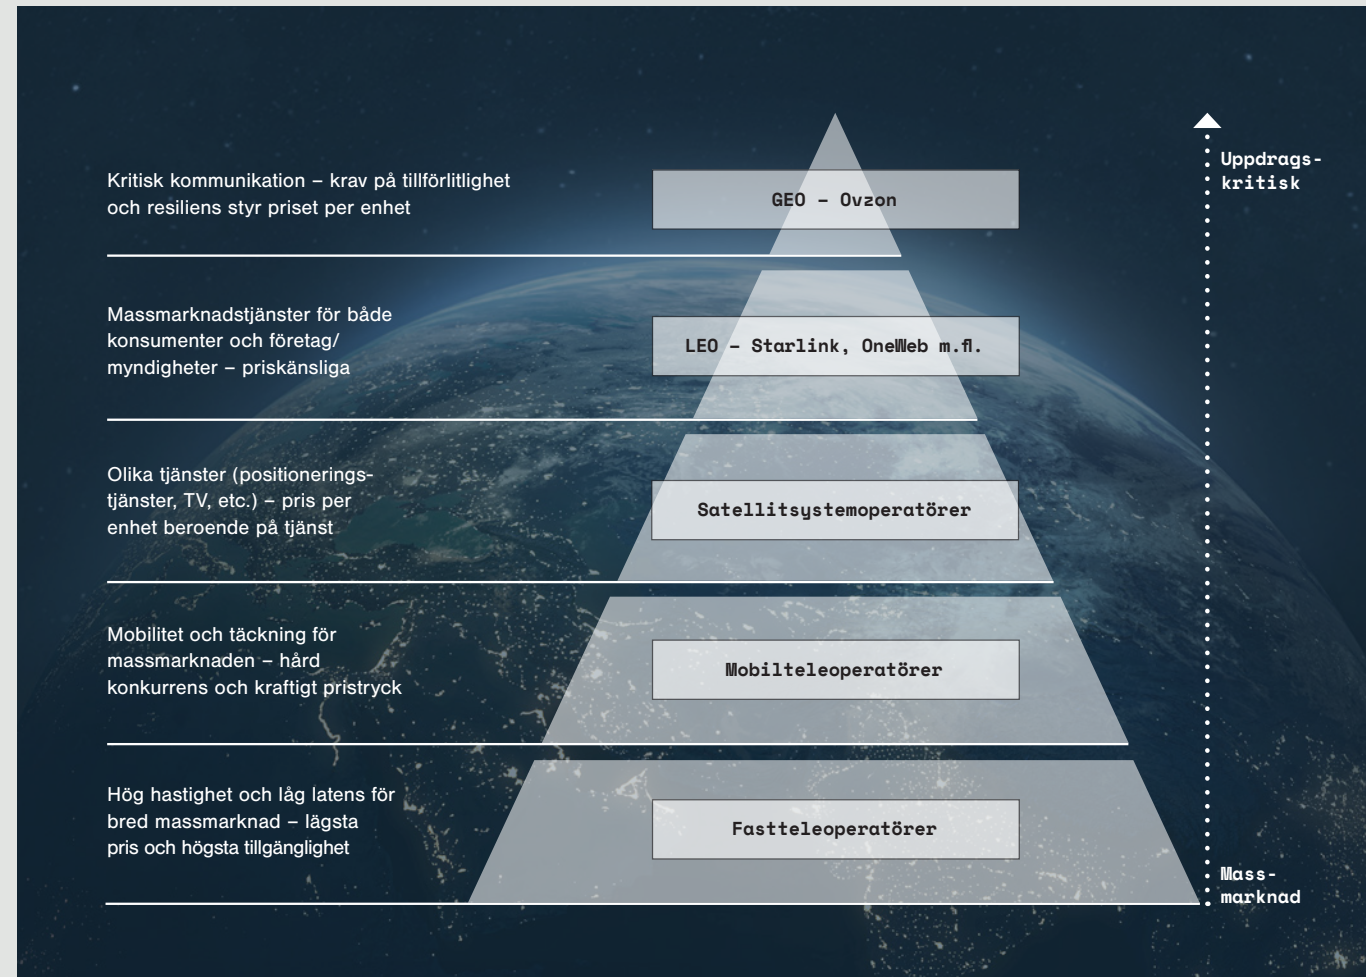 Kritisk kommunikation – krav på tillförlitlighet
och resiliens styr priset per enhet
GEO – Ovzon
Uppdrags-
kritisk
Massmarknadstjänster för både
konsumenter och företag/
myndigheter – priskänsliga
LEO – Starlink, OneWeb m.fl.
Olika tjänster (positionerings-
tjänster, TV, etc.) – pris per
enhet beroende på tjänst
Satellitsystemoperatörer
Mobilitet och täckning för
massmarknaden – hård
konkurrens och kraftigt pristryck
Mobilteleoperatörer
Hög hastighet och låg latens för
bred massmarknad – lägsta
pris och högsta tillgänglighet
Fastteleoperatörer
Mass-
marknad